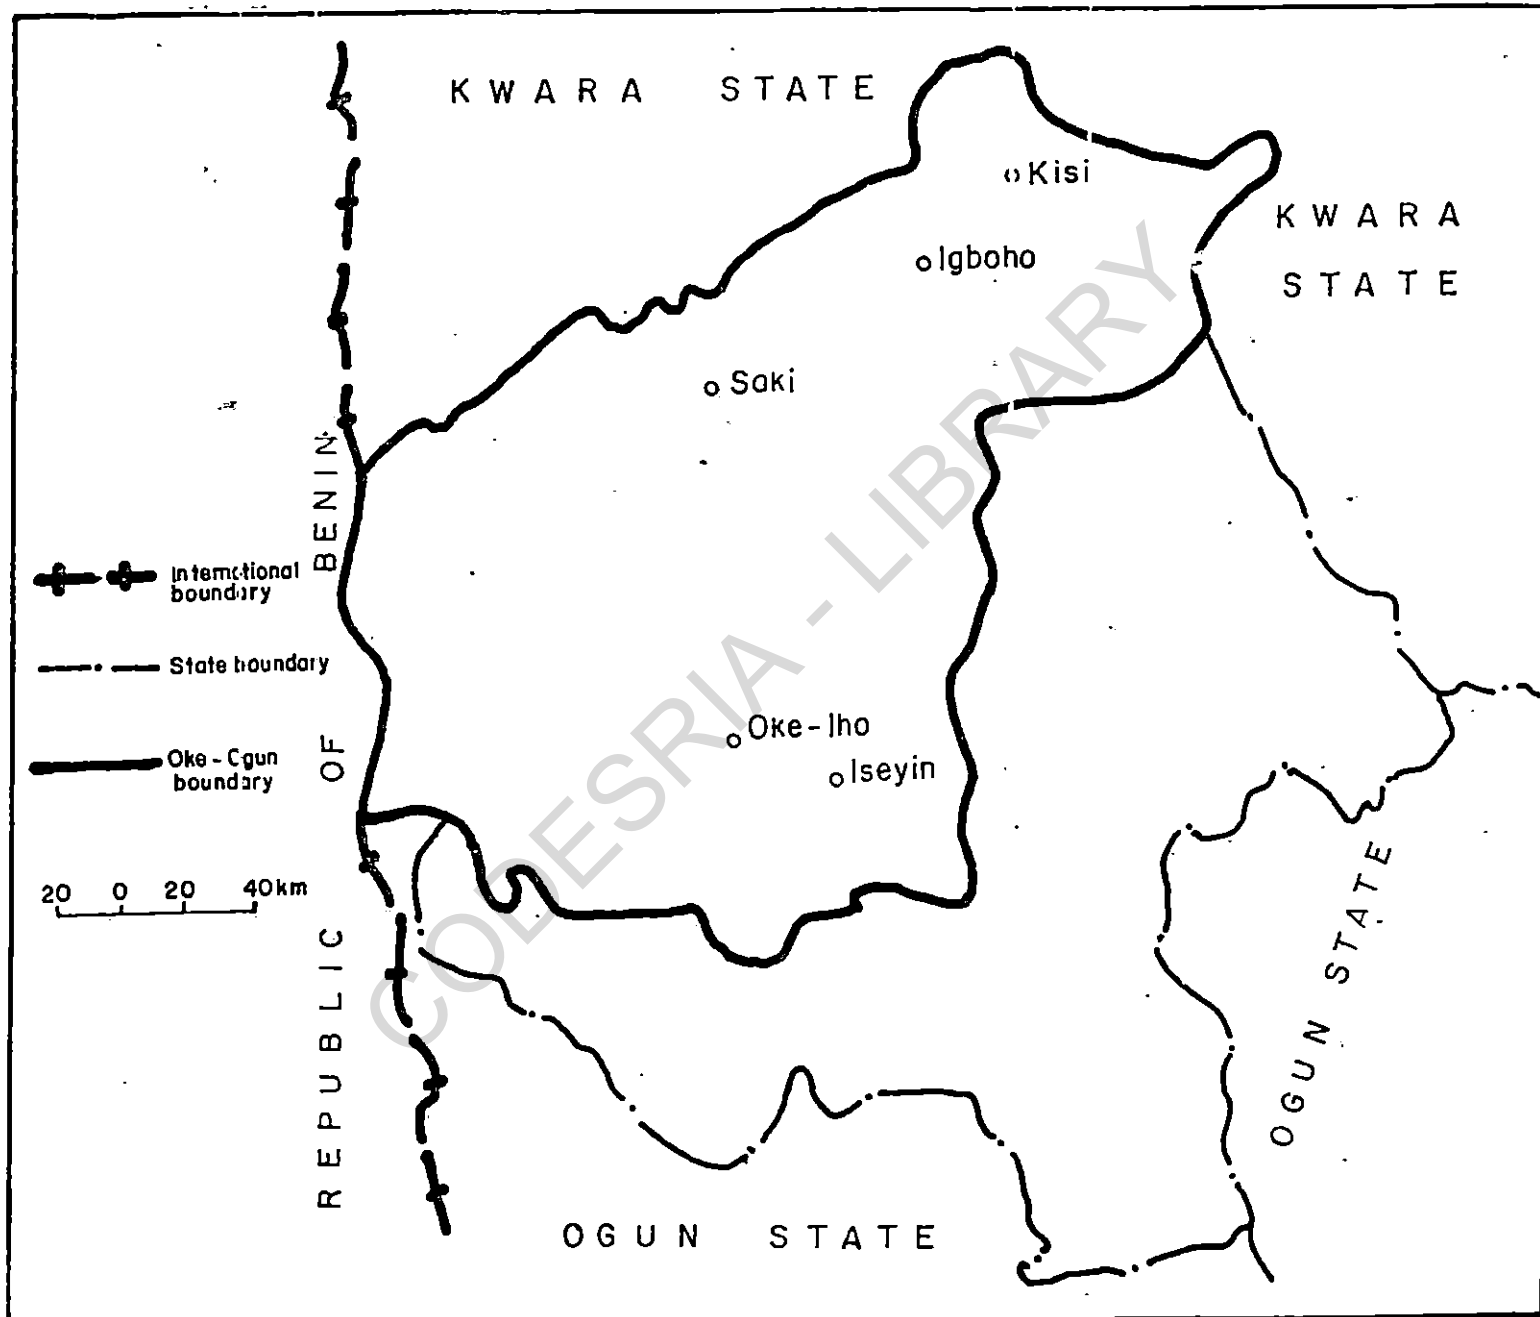 KWARA STATE
Kisi
KWARA
STATE
Igboho
Saki
REPUBLIC OF BENIN
International
boundary
State boundary
Oke-Iho
Iseyin
Oke-Ogun
boundary
20 0 20 40km
OGUN STATE
OGUN STATE
CODESRIA - LIBRARY